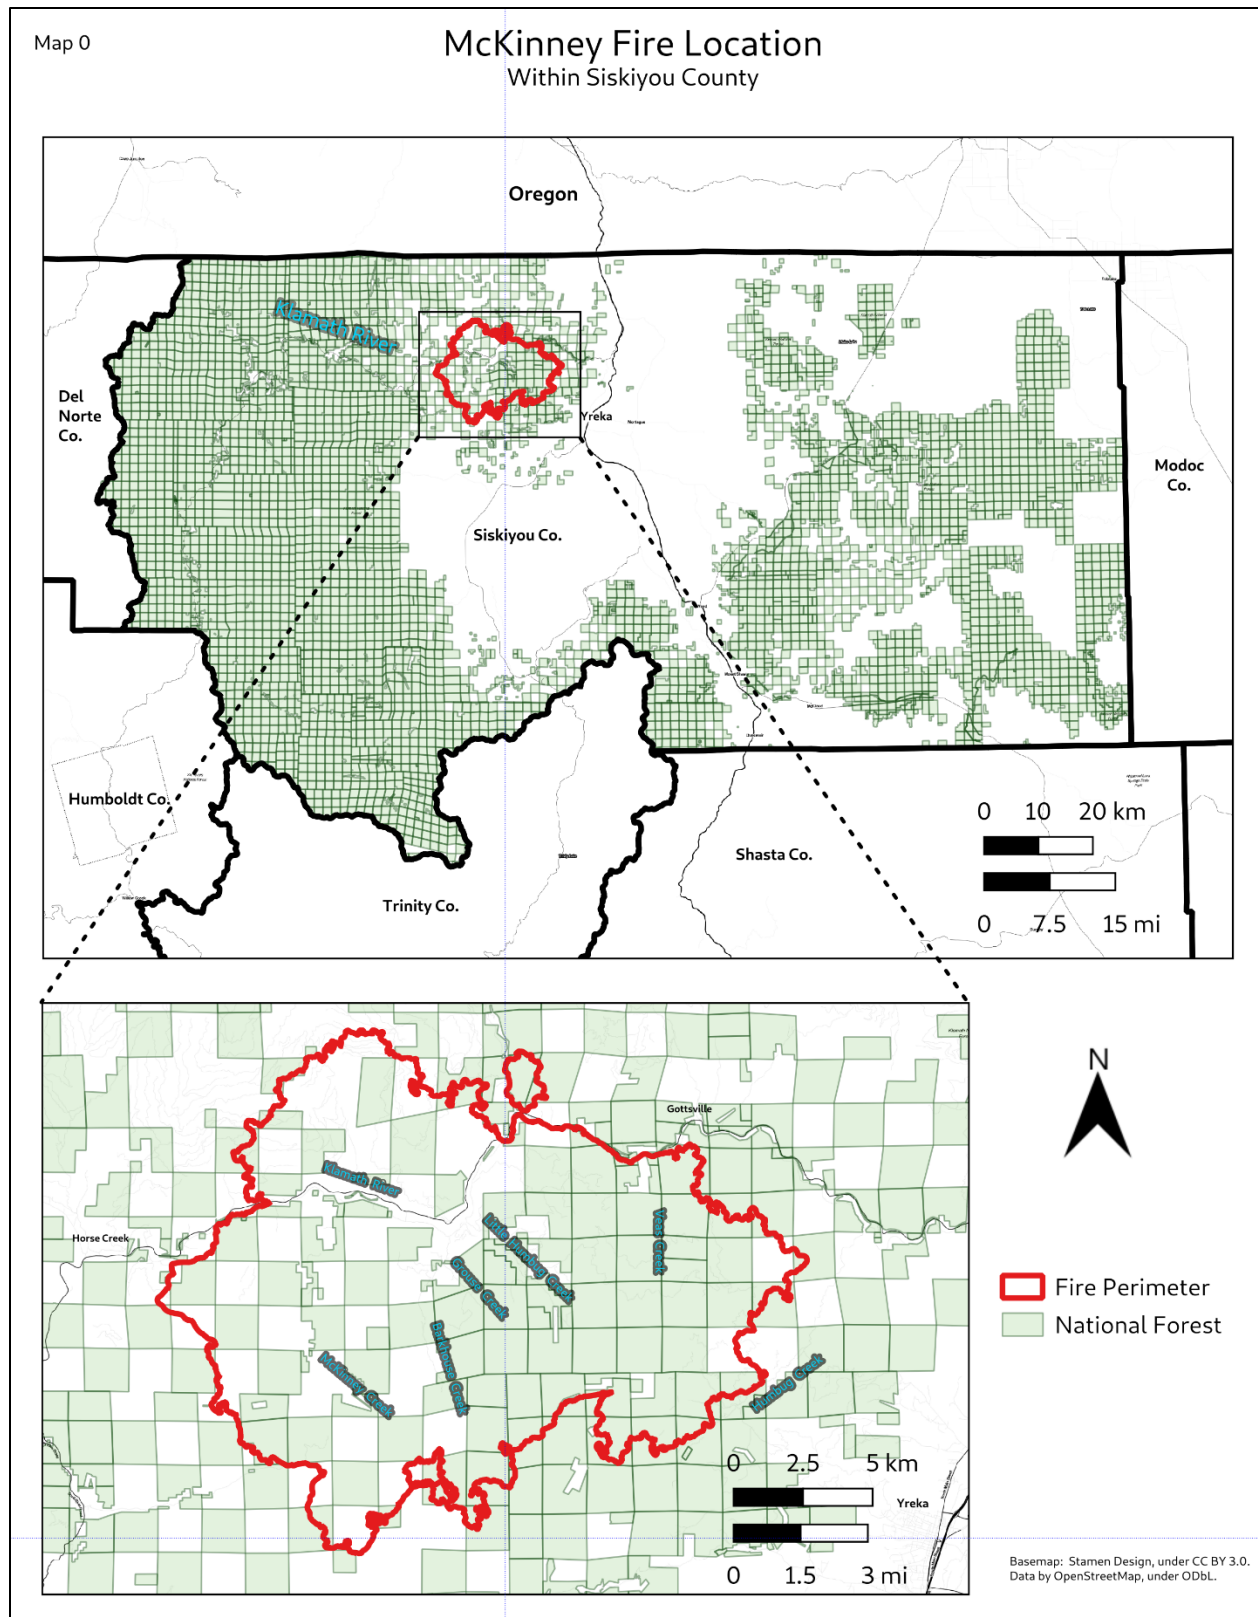 Map 0
McKinney Fire Location
Within Siskiyou County
Oregon
Klamath River
Del
Norte
Co.
Yreka
Modoc
Co.
Siskiyou Co.
Humboldt Co.
Trinity Co.
Shasta Co.
0 10 20 km
0 7.5 15 mi
Gottsville
Klamath River
Horse Creek
Little Humbug Creek
Vesa Creek
Grouse Creek
Barkhouse Creek
McKinney Creek
Humbug Creek
0 2.5 5 km
0 1.5 3 mi
Yreka
N
Fire Perimeter
National Forest
Basemap: Stamen Design, under CC BY 3.0.
Data by OpenStreetMap, under ODbL.